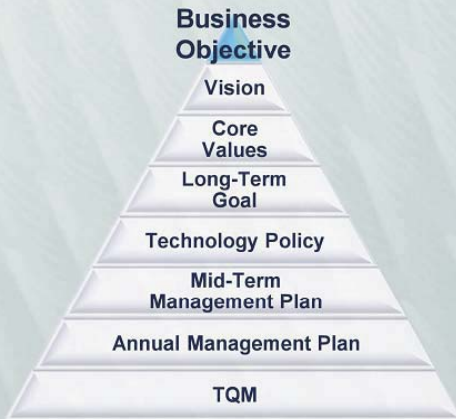 Business
Objective
Vision
Core
Values
Long-Term
Goal
Technology Policy
Mid-Term
Management Plan
Annual Management Plan
TQM